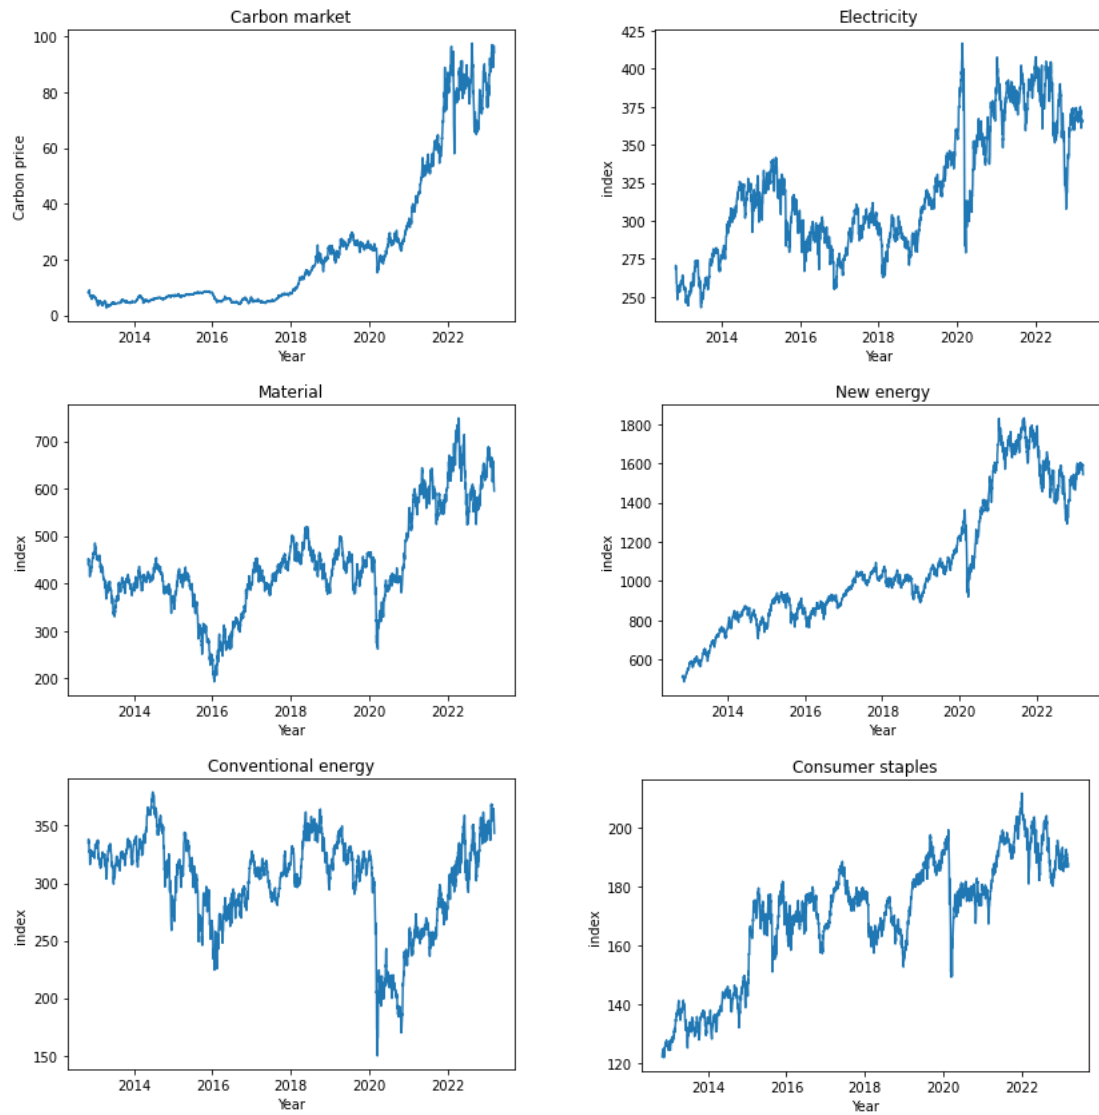 Carbon market
Carbon price
100
80
60
40
20
0
2014 2016 2018 2020 2022
Year
Electricity
index
425
400
375
350
325
300
275
250
2014 2016 2018 2020 2022
Year
Material
index
700
600
500
400
300
200
2014 2016 2018 2020 2022
Year
New energy
index
1800
1600
1400
1200
1000
800
600
2014 2016 2018 2020 2022
Year
Conventional energy
index
350
300
250
200
150
2014 2016 2018 2020 2022
Year
Consumer staples
index
200
180
160
140
120
2014 2016 2018 2020 2022
Year